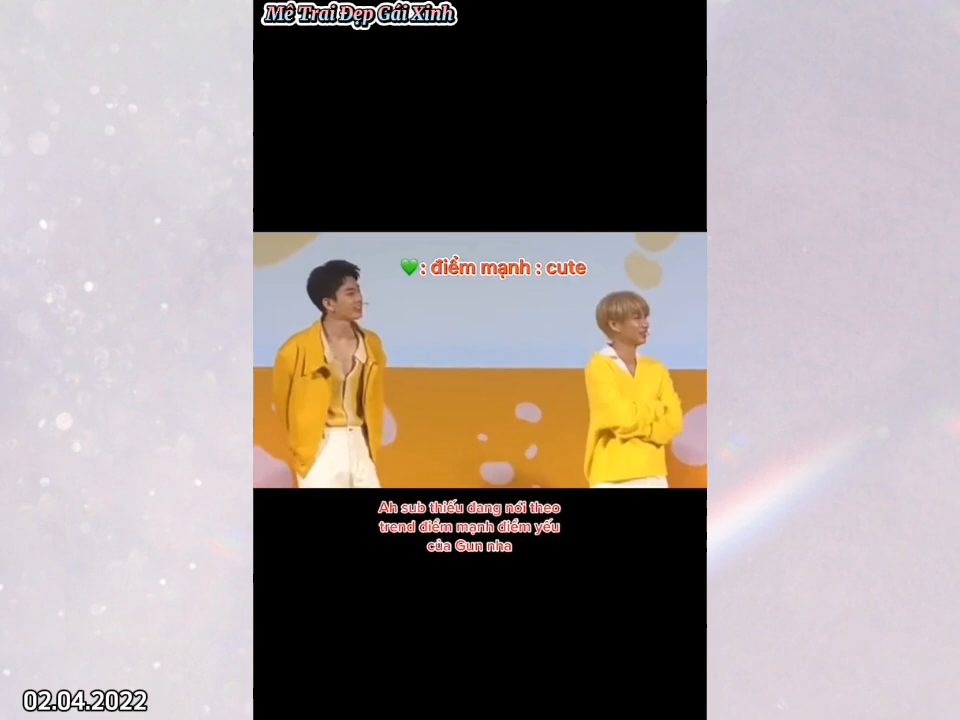 Mê Trai Đẹp Gái Xinh
💚: điểm mạnh : cute
Ah sub thiếu đang nói theo
trend điểm mạnh điểm yếu
của Gun nha
02.04.2022